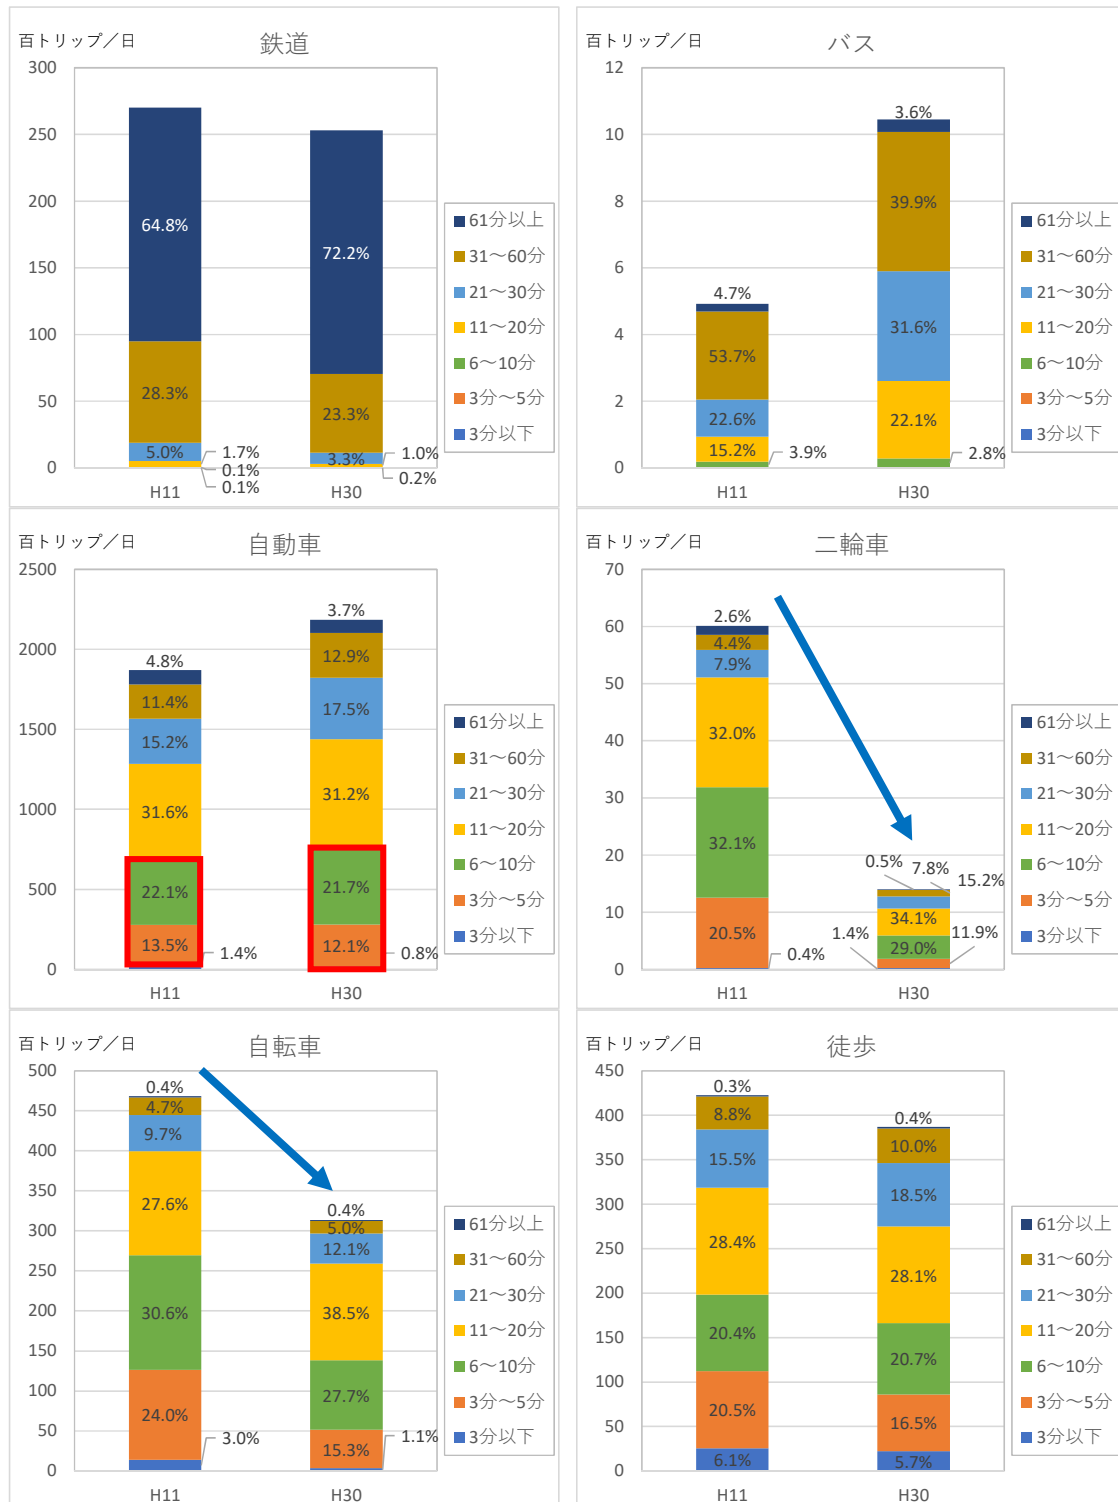 百トリップ／日
鉄道
300
250
200
150
100
50
0
64.8%
28.3%
5.0%
1.7%
0.1%
0.1%
72.2%
23.3%
3.3%
1.0%
0.2%
H11
H30
61分以上
31～60分
21～30分
11～20分
6～10分
3分～5分
3分以下
百トリップ／日
バス
12
10
8
6
4
2
0
4.7%
53.7%
22.6%
15.2%
3.9%
3.6%
39.9%
31.6%
22.1%
2.8%
H11
H30
61分以上
31～60分
21～30分
11～20分
6～10分
3分～5分
3分以下
百トリップ／日
自動車
2500
2000
1500
1000
500
0
4.8%
11.4%
15.2%
31.6%
22.1%
13.5%
1.4%
3.7%
12.9%
17.5%
31.2%
21.7%
12.1%
0.8%
H11
H30
61分以上
31～60分
21～30分
11～20分
6～10分
3分～5分
3分以下
百トリップ／日
二輪車
70
60
50
40
30
20
10
0
2.6%
4.4%
7.9%
32.0%
32.1%
20.5%
0.4%
0.5%
7.8%
15.2%
34.1%
29.0%
11.9%
1.4%
H11
H30
61分以上
31～60分
21～30分
11～20分
6～10分
3分～5分
3分以下
百トリップ／日
自転車
500
450
400
350
300
250
200
150
100
50
0
0.4%
4.7%
9.7%
27.6%
30.6%
24.0%
3.0%
0.4%
5.0%
12.1%
38.5%
27.7%
15.3%
1.1%
H11
H30
61分以上
31～60分
21～30分
11～20分
6～10分
3分～5分
3分以下
百トリップ／日
徒歩
450
400
350
300
250
200
150
100
50
0
0.3%
8.8%
15.5%
28.4%
20.4%
20.5%
6.1%
0.4%
10.0%
18.5%
28.1%
20.7%
16.5%
5.7%
H11
H30
61分以上
31～60分
21～30分
11～20分
6～10分
3分～5分
3分以下